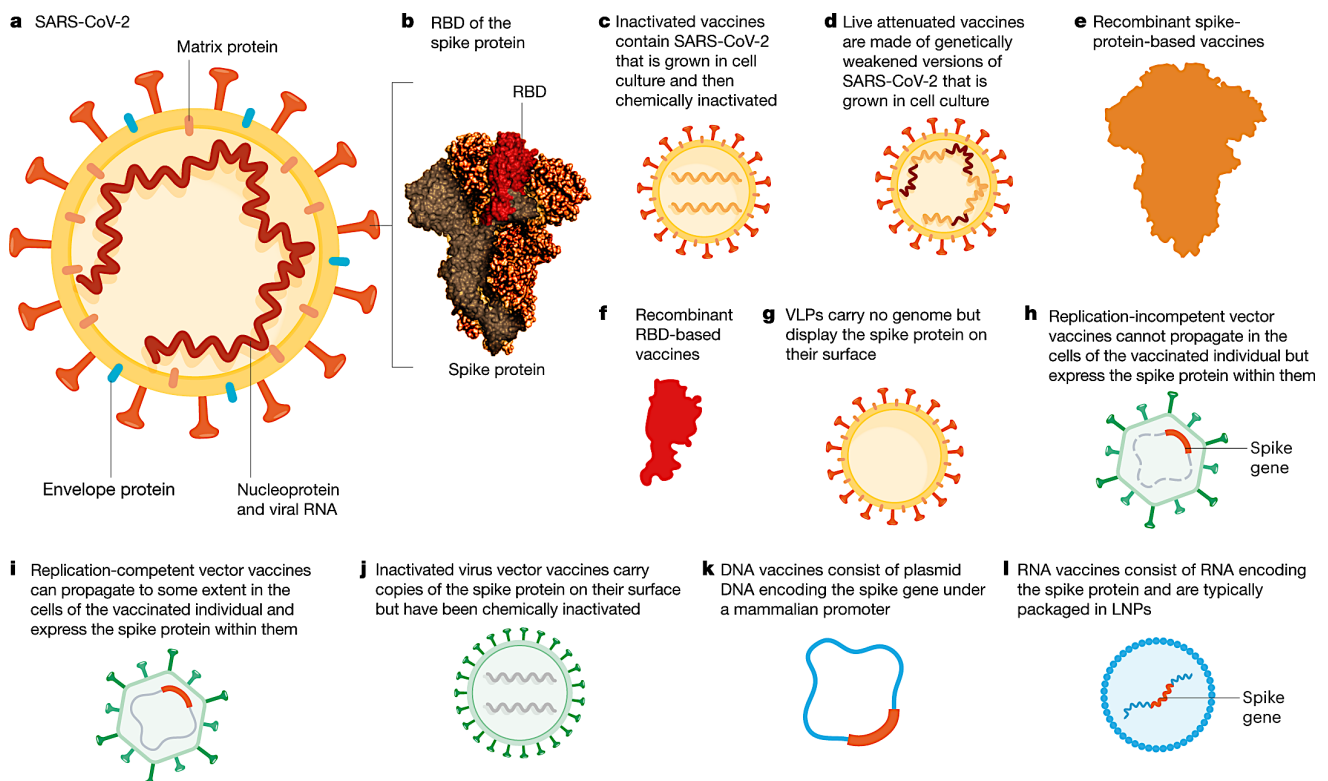 a SARS-CoV-2
Matrix protein
Envelope protein
Nucleoprotein
and viral RNA
b RBD of the
spike protein
RBD
Spike protein
c Inactivated vaccines
contain SARS-CoV-2
that is grown in cell
culture and then
chemically inactivated
d Live attenuated vaccines
are made of genetically
weakened versions of
SARS-CoV-2 that is
grown in cell culture
e Recombinant spike-
protein-based vaccines
f Recombinant
RBD-based
vaccines
g VLPs carry no genome but
display the spike protein on
their surface
h Replication-incompetent vector
vaccines cannot propagate in the
cells of the vaccinated individual but
express the spike protein within them
Spike
gene
i Replication-competent vector vaccines
can propagate to some extent in the
cells of the vaccinated individual and
express the spike protein within them
j Inactivated virus vector vaccines carry
copies of the spike protein on their surface
but have been chemically inactivated
k DNA vaccines consist of plasmid
DNA encoding the spike gene under
a mammalian promoter
l RNA vaccines consist of RNA encoding
the spike protein and are typically
packaged in LNPs
Spike
gene